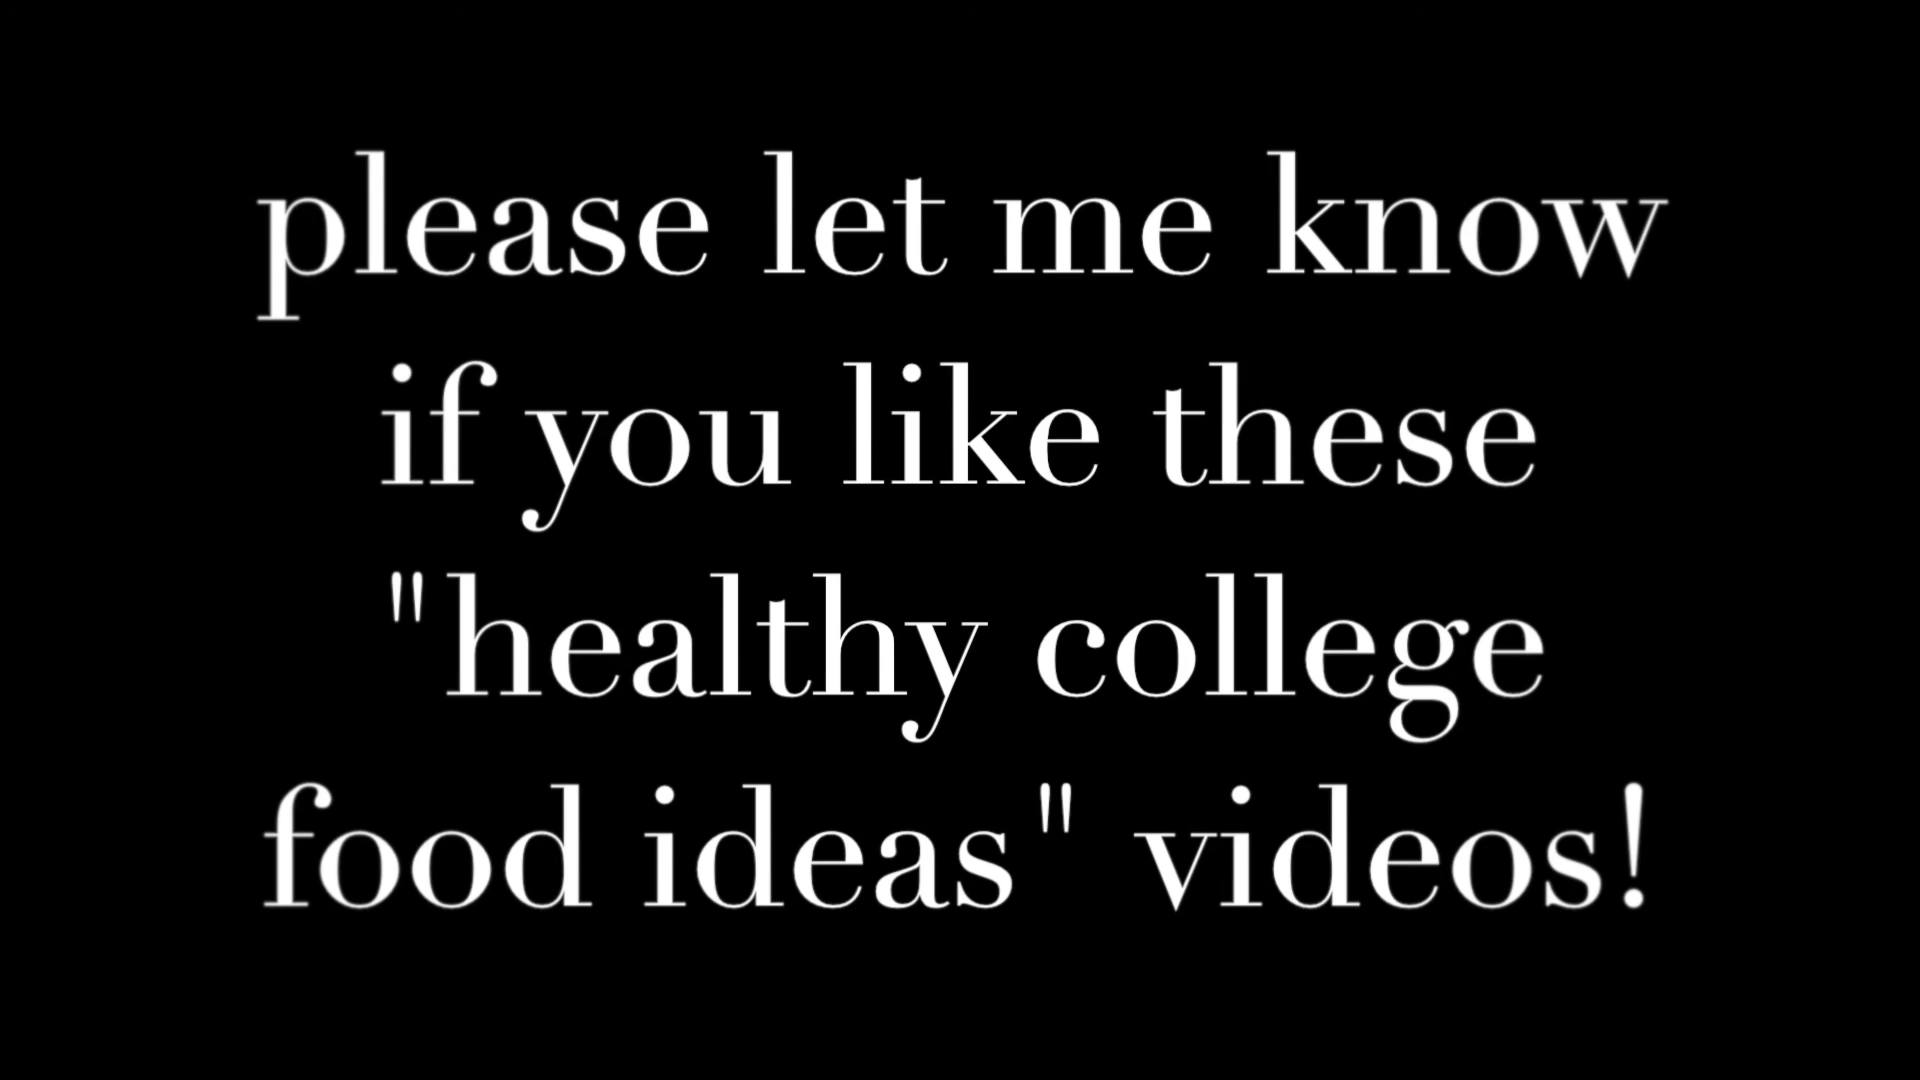 please let me know
if you like these
"healthy college
food ideas" videos!